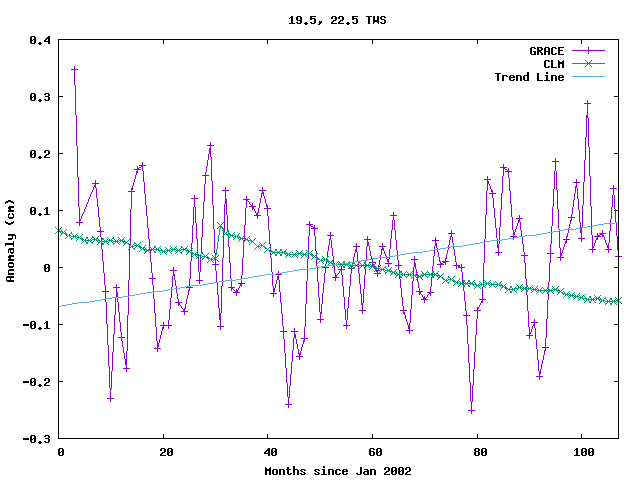 19.5, 22.5 TWS
GRACE
CLM
Trend Line
0.4
0.3
0.2
0.1
0
-0.1
-0.2
-0.3
Anomaly (cm)
0 20 40 60 80 100
Months since Jan 2002